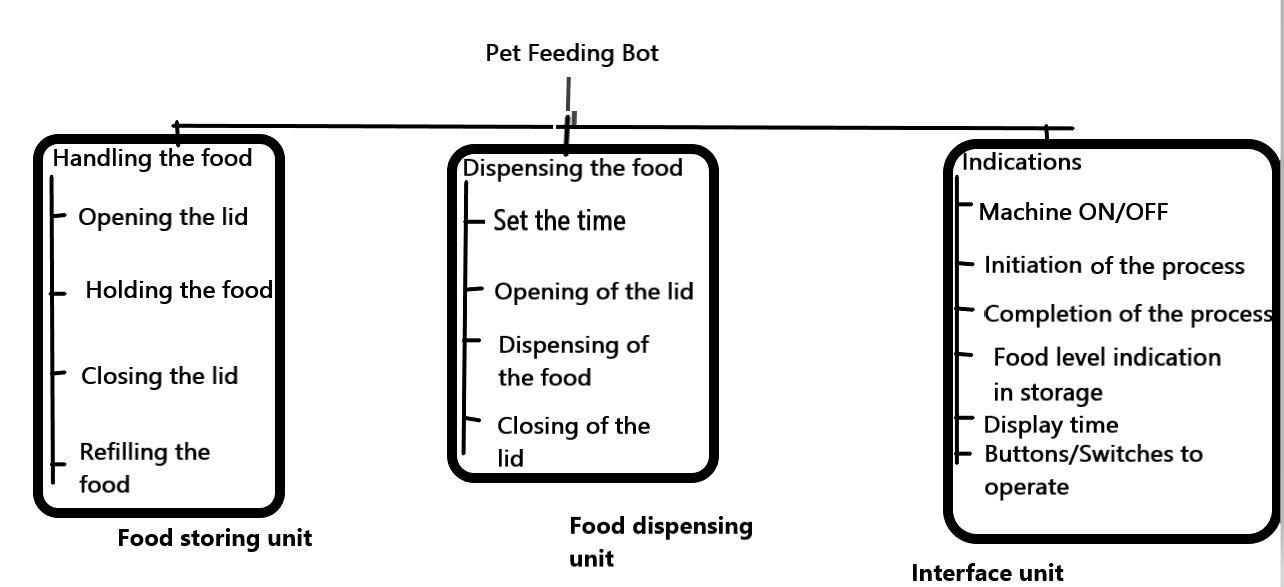 Pet Feeding Bot
Handling the food
Opening the lid
Holding the food
Closing the lid
Refilling the
food
Food storing unit
Dispensing the food
Set the time
Opening of the lid
Dispensing of
the food
Closing of the
lid
Food dispensing
unit
Indications
Machine ON/OFF
Initiation of the process
Completion of the process
Food level indication
in storage
Display time
Buttons/Switches to
operate
Interface unit